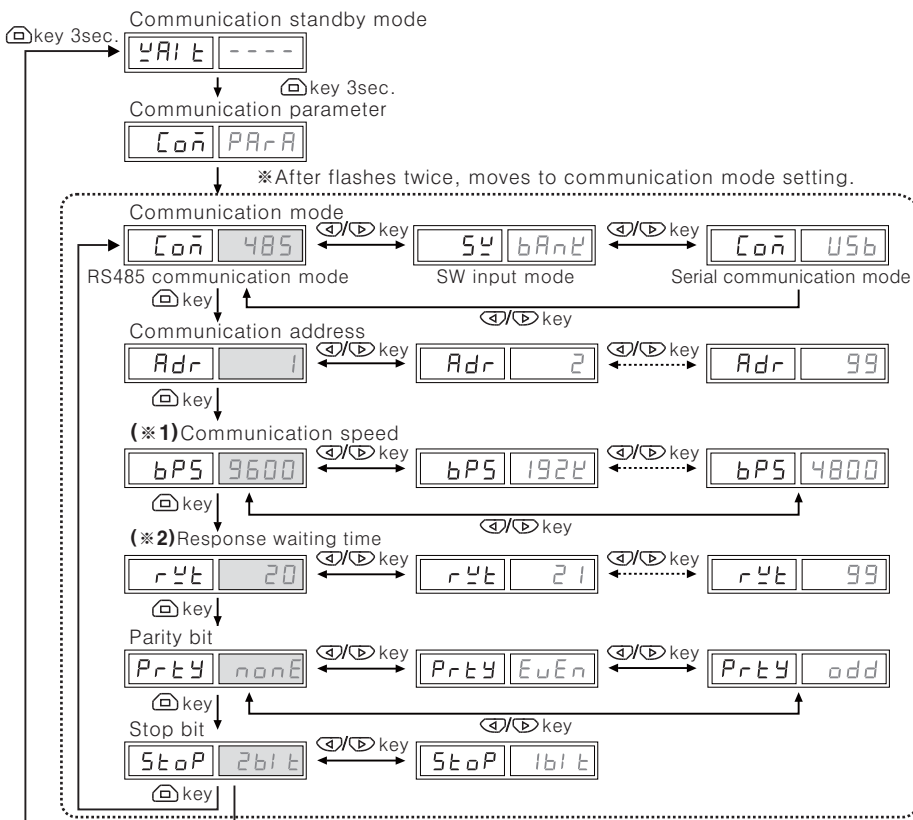 Communication standby mode
key 3sec.
WAIt ----
key 3sec.
Communication parameter
Com PArA
※After flashes twice, moves to communication mode setting.
Communication mode
Com 485 ◁/▷ key SW bAnK ◁/▷ key Com USb
RS485 communication mode SW input mode Serial communication mode
key
◁/▷ key
Communication address
Adr 1 ◁/▷ key Adr 2 ◁/▷ key Adr 99
key
(※1)Communication speed
bPS 9600 ◁/▷ key bPS 192K ◁/▷ key bPS 4800
key
◁/▷ key
(※2)Response waiting time
rWt 20 ◁/▷ key rWt 21 ◁/▷ key rWt 99
key
Parity bit
PrtY nonE ◁/▷ key PrtY EvEn ◁/▷ key PrtY odd
key
◁/▷ key
Stop bit
StoP 2bIt ◁/▷ key StoP 1bIt
key